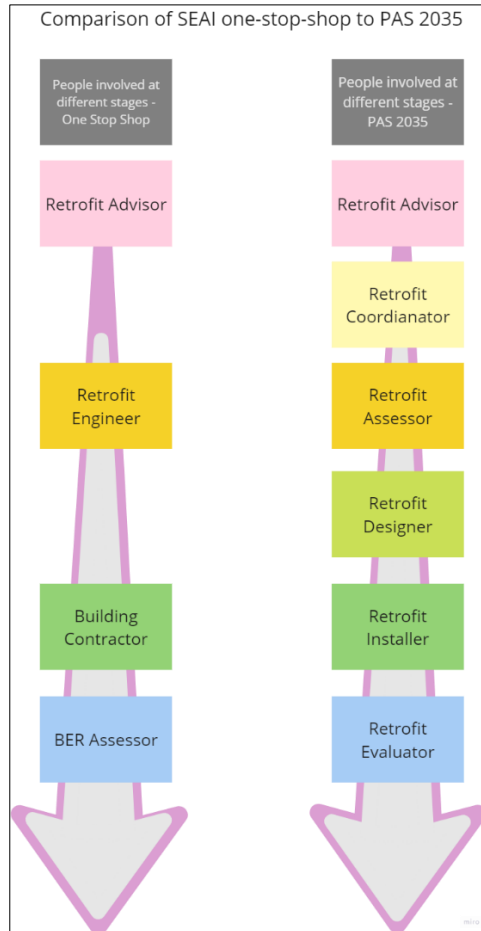 Comparison of SEAI one-stop-shop to PAS 2035
People involved at
different stages -
One Stop Shop
People involved at
different stages -
PAS 2035
Retrofit Advisor
Retrofit Advisor
Retrofit
Coordianator
Retrofit
Engineer
Retrofit
Assessor
Retrofit
Designer
Building
Contractor
Retrofit
Installer
BER Assessor
Retrofit
Evaluator
miro